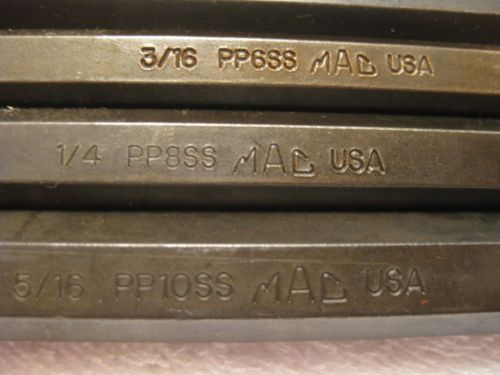 3/16 PP6SS MAC USA
1/4 PP8SS MAC USA
5/16 PP10SS MAC USA